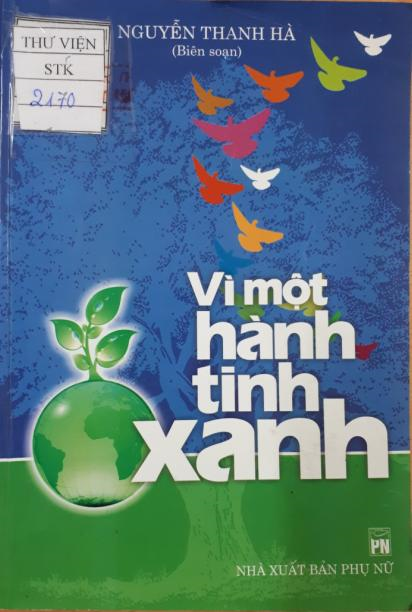 THƯ VIỆN
STK
2170
NGUYỄN THANH HÀ
(Biên soạn)
Vì một
hành
tinh
xanh
PN
NHÀ XUẤT BẢN PHỤ NỮ